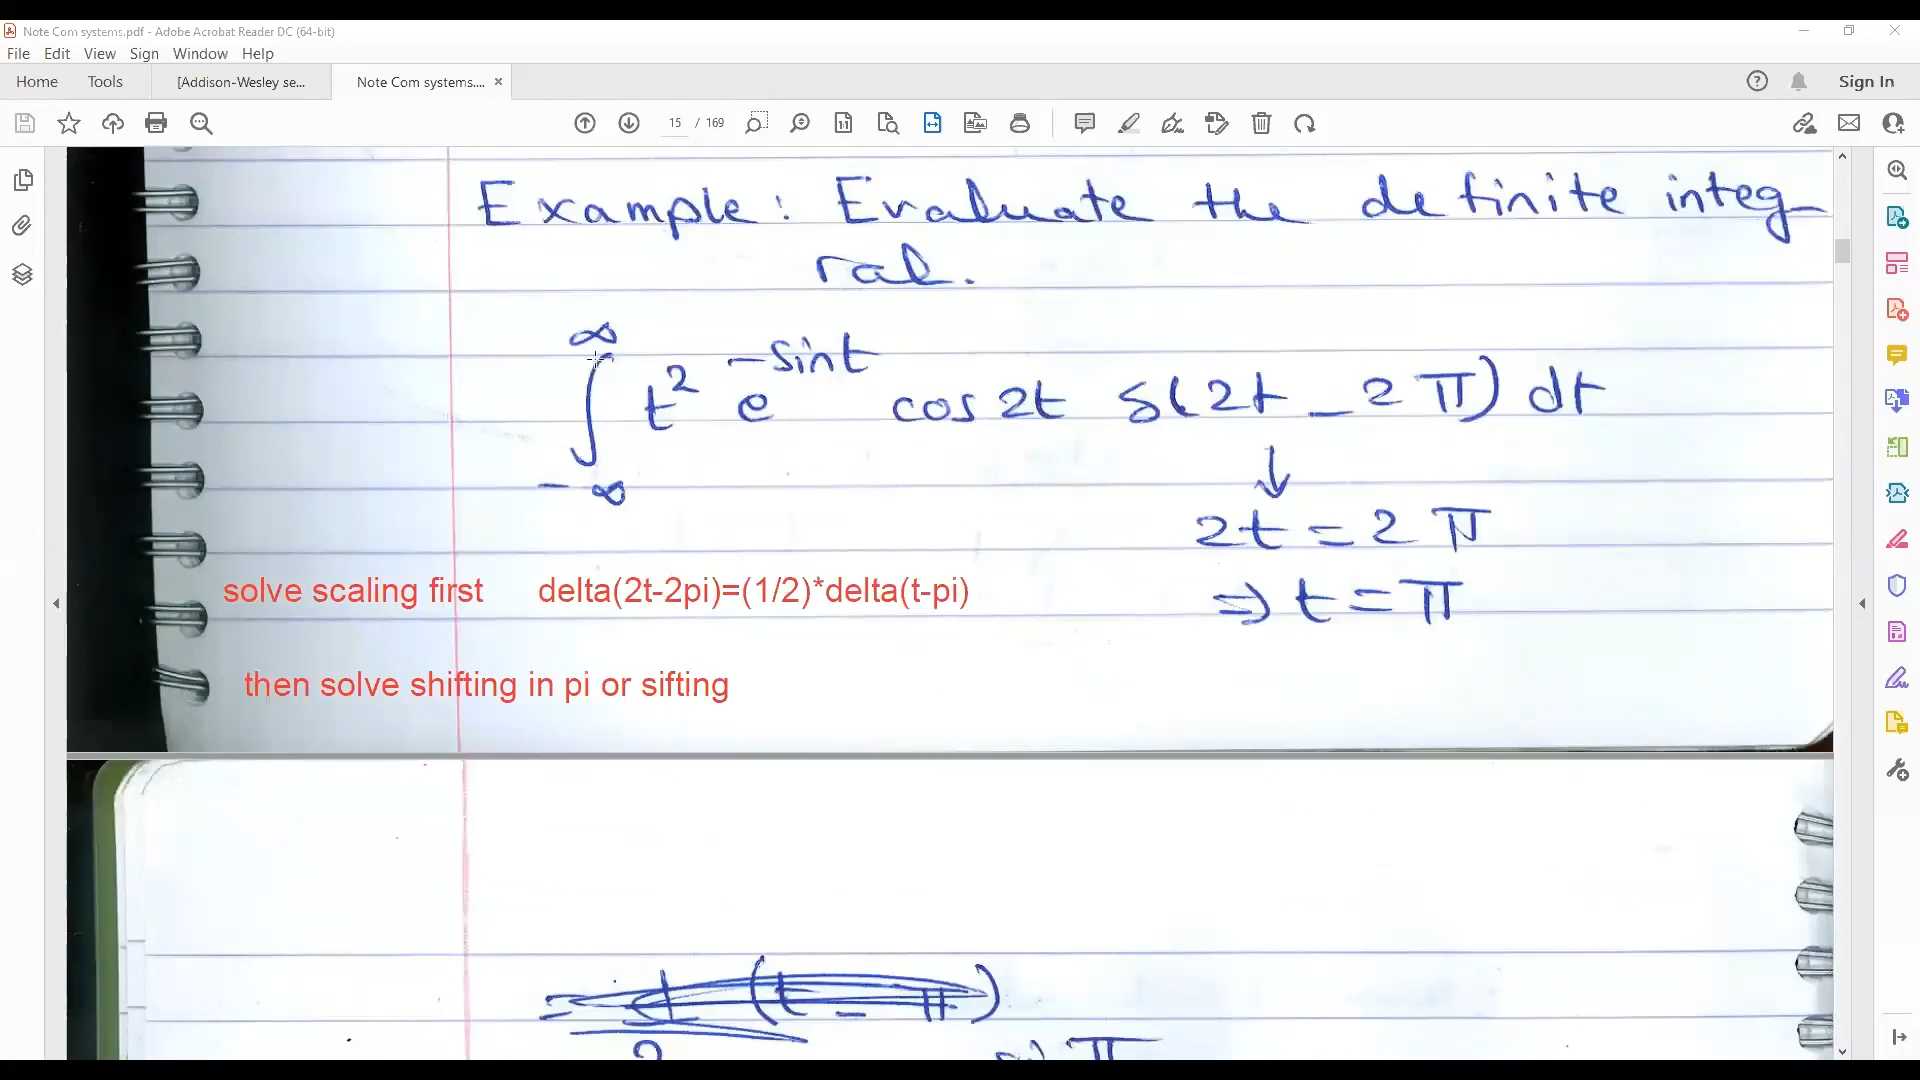 Note Com systems.pdf - Adobe Acrobat Reader DC (64-bit)
File Edit View Sign Window Help
Home Tools [Addison-Wesley se... Note Com systems.... × Sign In
15 / 169
Example: Evaluate the definite integ-
ral.
∫_{-∞}^{∞} t² e^{-sint} cos 2t δ(2t - 2π) dt
↓
2t = 2π
solve scaling first delta(2t-2pi)=(1/2)*delta(t-pi)
⇒ t = π
then solve shifting in pi or sifting